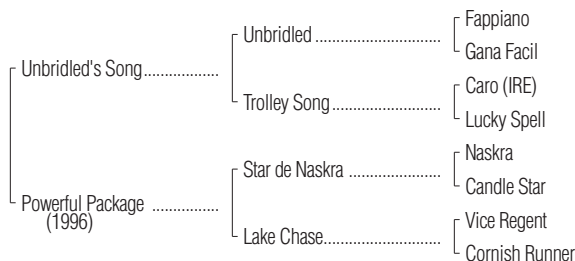 Fappiano
Unbridled
Gana Facil
Unbridled's Song
Caro (IRE)
Trolley Song
Lucky Spell
Naskra
Star de Naskra
Candle Star
Powerful Package
(1996)
Vice Regent
Lake Chase
Cornish Runner